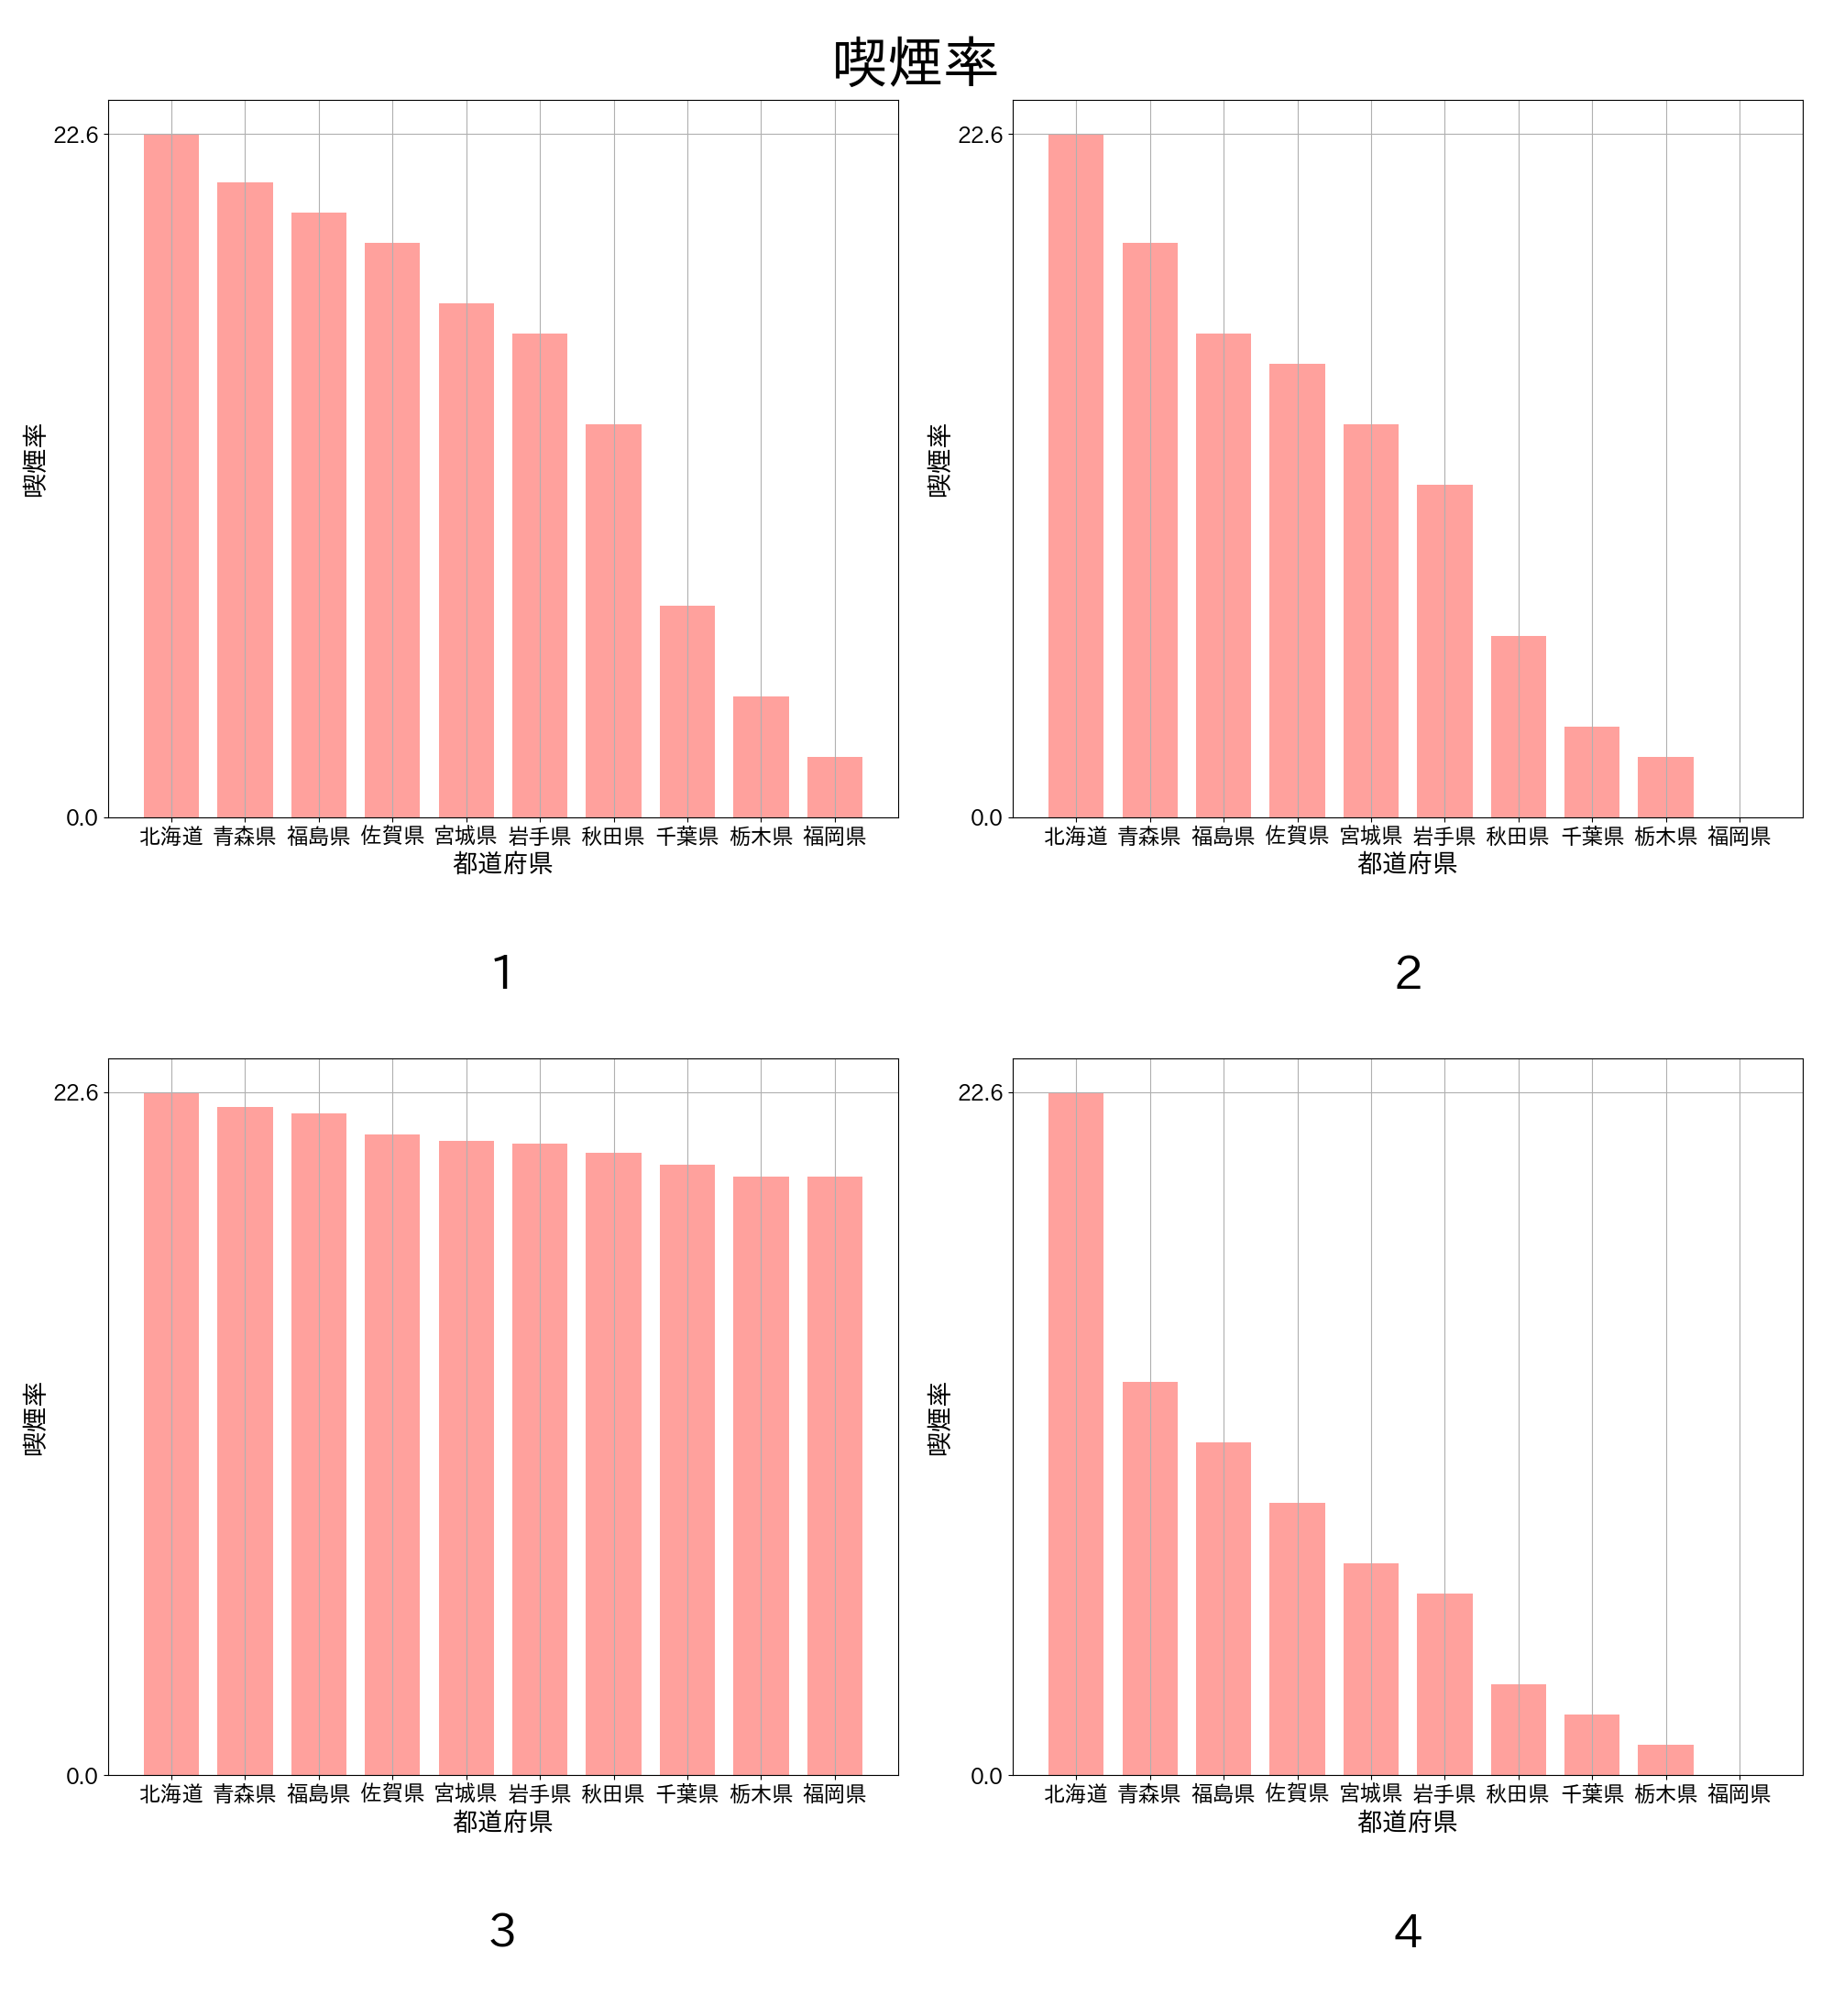 喫煙率
22.6
0.0
喫煙率
北海道 青森県 福島県 佐賀県 宮城県 岩手県 秋田県 千葉県 栃木県 福岡県
都道府県
1
22.6
0.0
喫煙率
北海道 青森県 福島県 佐賀県 宮城県 岩手県 秋田県 千葉県 栃木県 福岡県
都道府県
2
22.6
0.0
喫煙率
北海道 青森県 福島県 佐賀県 宮城県 岩手県 秋田県 千葉県 栃木県 福岡県
都道府県
3
22.6
0.0
喫煙率
北海道 青森県 福島県 佐賀県 宮城県 岩手県 秋田県 千葉県 栃木県 福岡県
都道府県
4